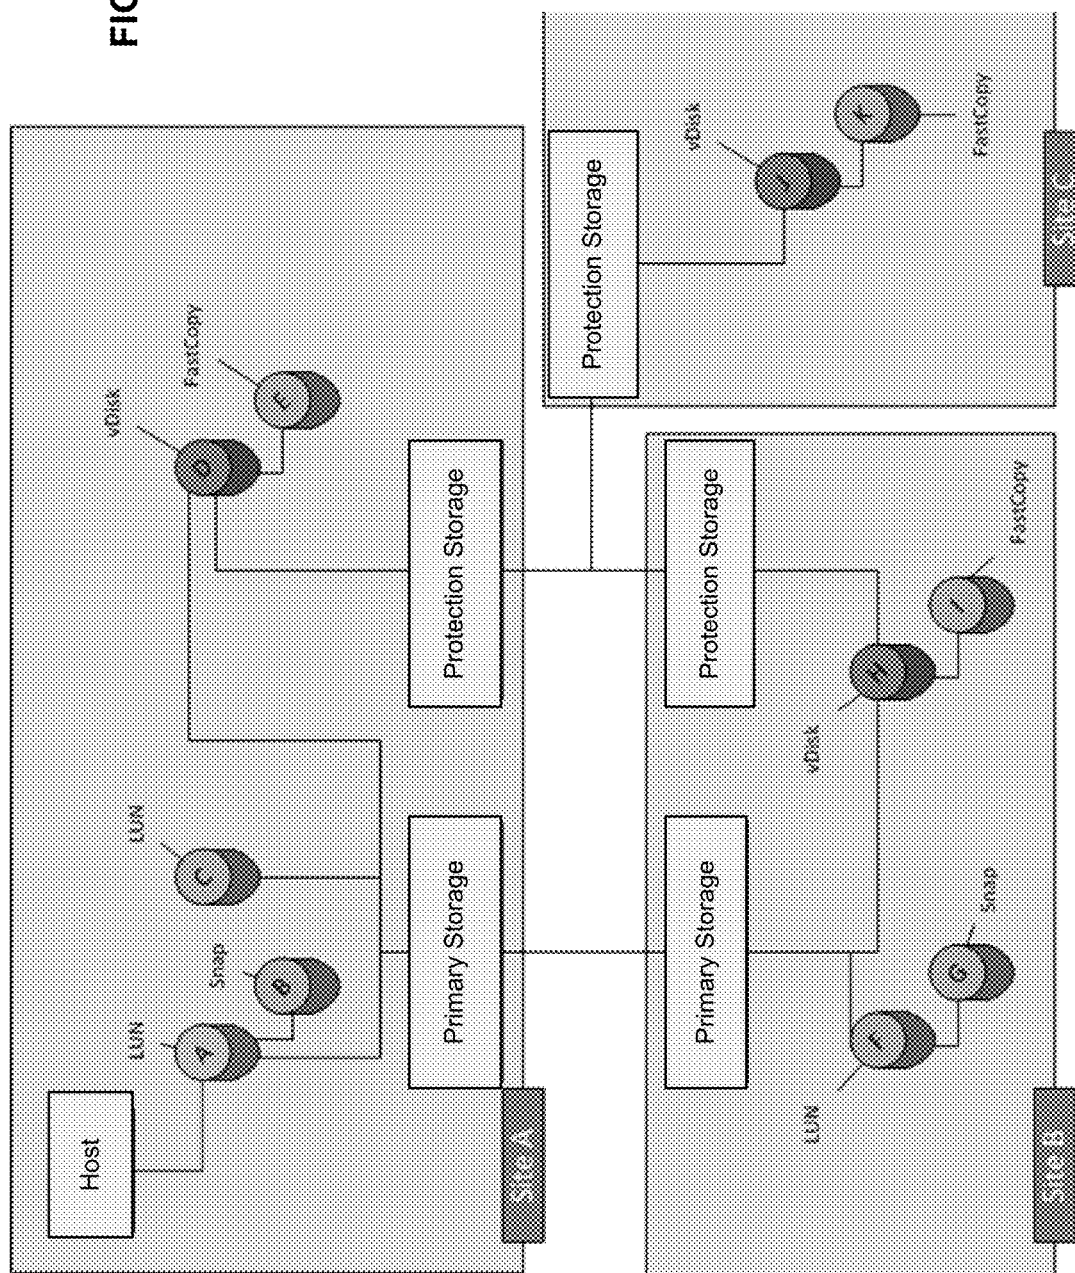 Host
LUN
A
Snap
B
LUN
C
vDisk
D
FastCopy
E
Primary Storage
Protection Storage
Site A
Protection Storage
vDisk
J
FastCopy
K
Site C
Primary Storage
Protection Storage
LUN
F
Snap
G
vDisk
H
FastCopy
I
Site B